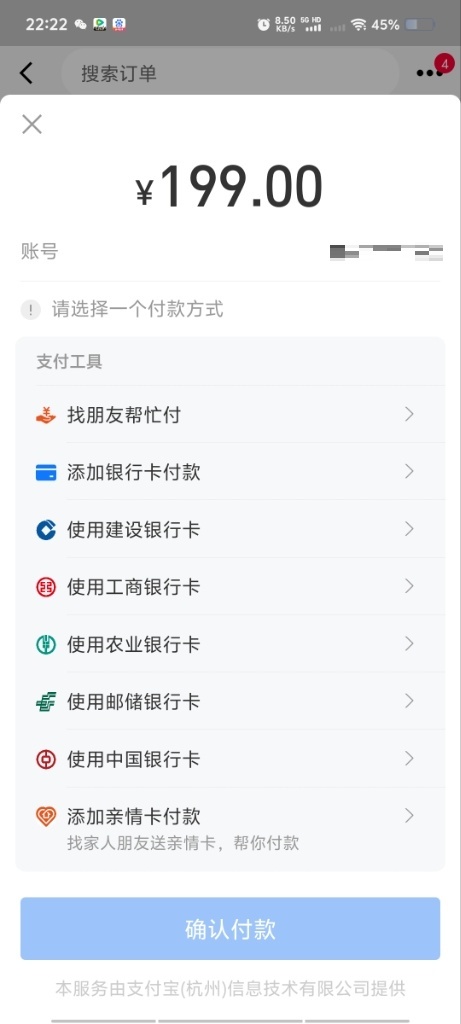 22:22
8.50 KB/s 5G HD 45%
搜索订单
4
¥199.00
账号
! 请选择一个付款方式
支付工具
找朋友帮忙付
添加银行卡付款
使用建设银行卡
使用工商银行卡
使用农业银行卡
使用邮储银行卡
使用中国银行卡
添加亲情卡付款
找家人朋友送亲情卡，帮你付款
确认付款
本服务由支付宝(杭州)信息技术有限公司提供